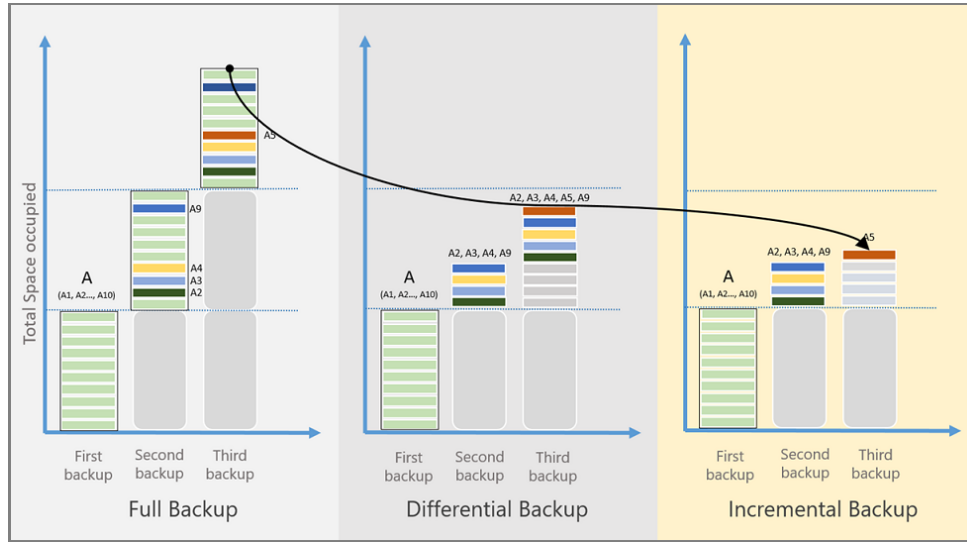 Total Space occupied
A
(A1, A2..., A10)
A9
A4
A3
A2
A5
First
backup
Second
backup
Third
backup
Full Backup
A
(A1, A2..., A10)
A2, A3, A4, A9
A2, A3, A4, A5, A9
First
backup
Second
backup
Third
backup
Differential Backup
A
(A1, A2..., A10)
A2, A3, A4, A9
A5
First
backup
Second
backup
Third
backup
Incremental Backup